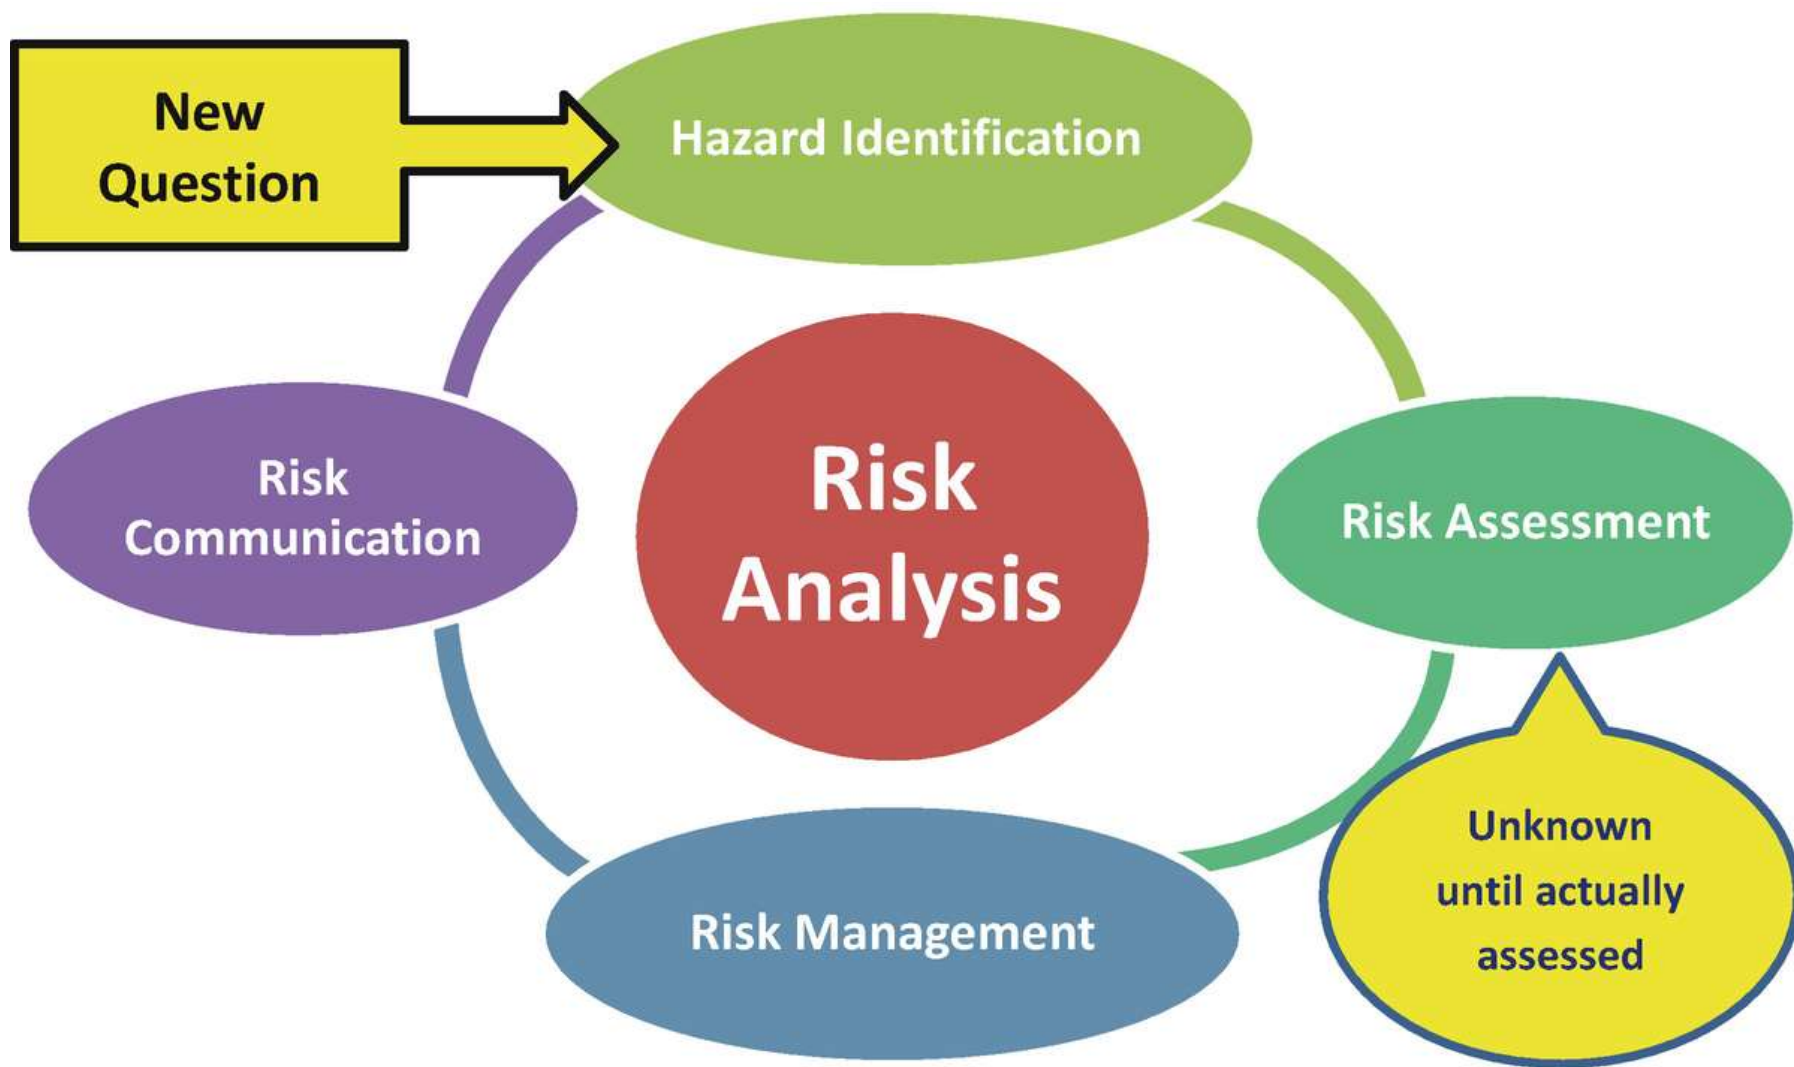 New
Question
Hazard Identification
Risk
Communication
Risk
Analysis
Risk Assessment
Risk Management
Unknown
until actually
assessed